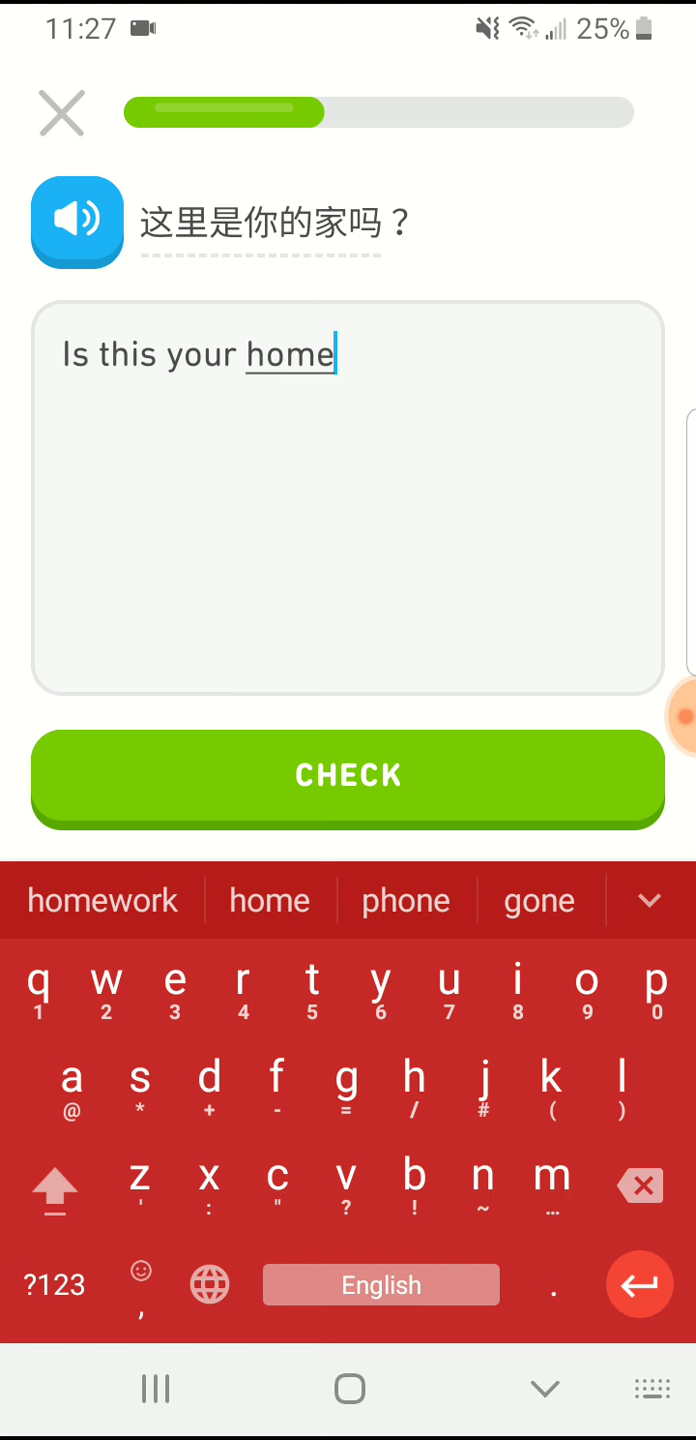 11:27 25%
这里是你的家吗？
Is this your home
CHECK
homework home phone gone
q w e r t y u i o p
1 2 3 4 5 6 7 8 9 0
a s d f g h j k l
@ * + - = / # ( )
z x c v b n m
' : " ? ! ~ …
?123 , English .